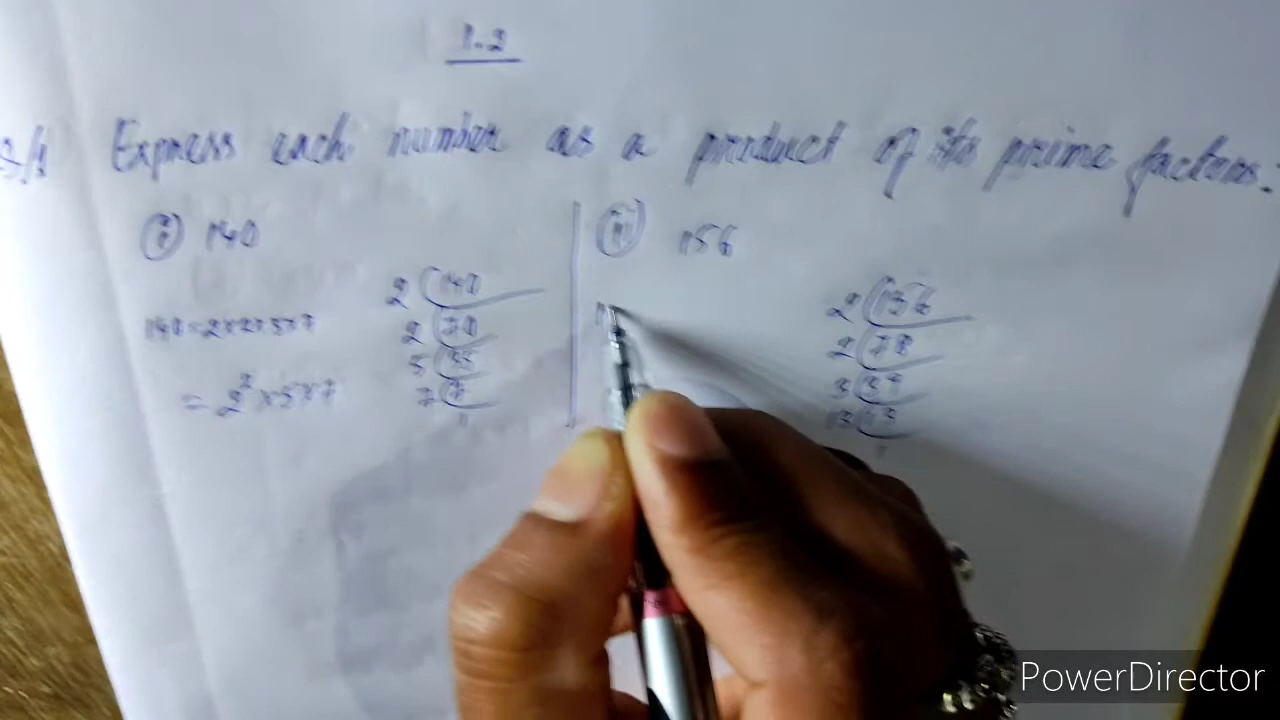 1.2
Express each number as a product of its prime factors:
(i) 140
140 = 2×2×5×7
= 2²×5×7
2 140
2 70
5 35
7 7
1
(ii) 156
2 156
2 78
3 39
13 13
1
PowerDirector